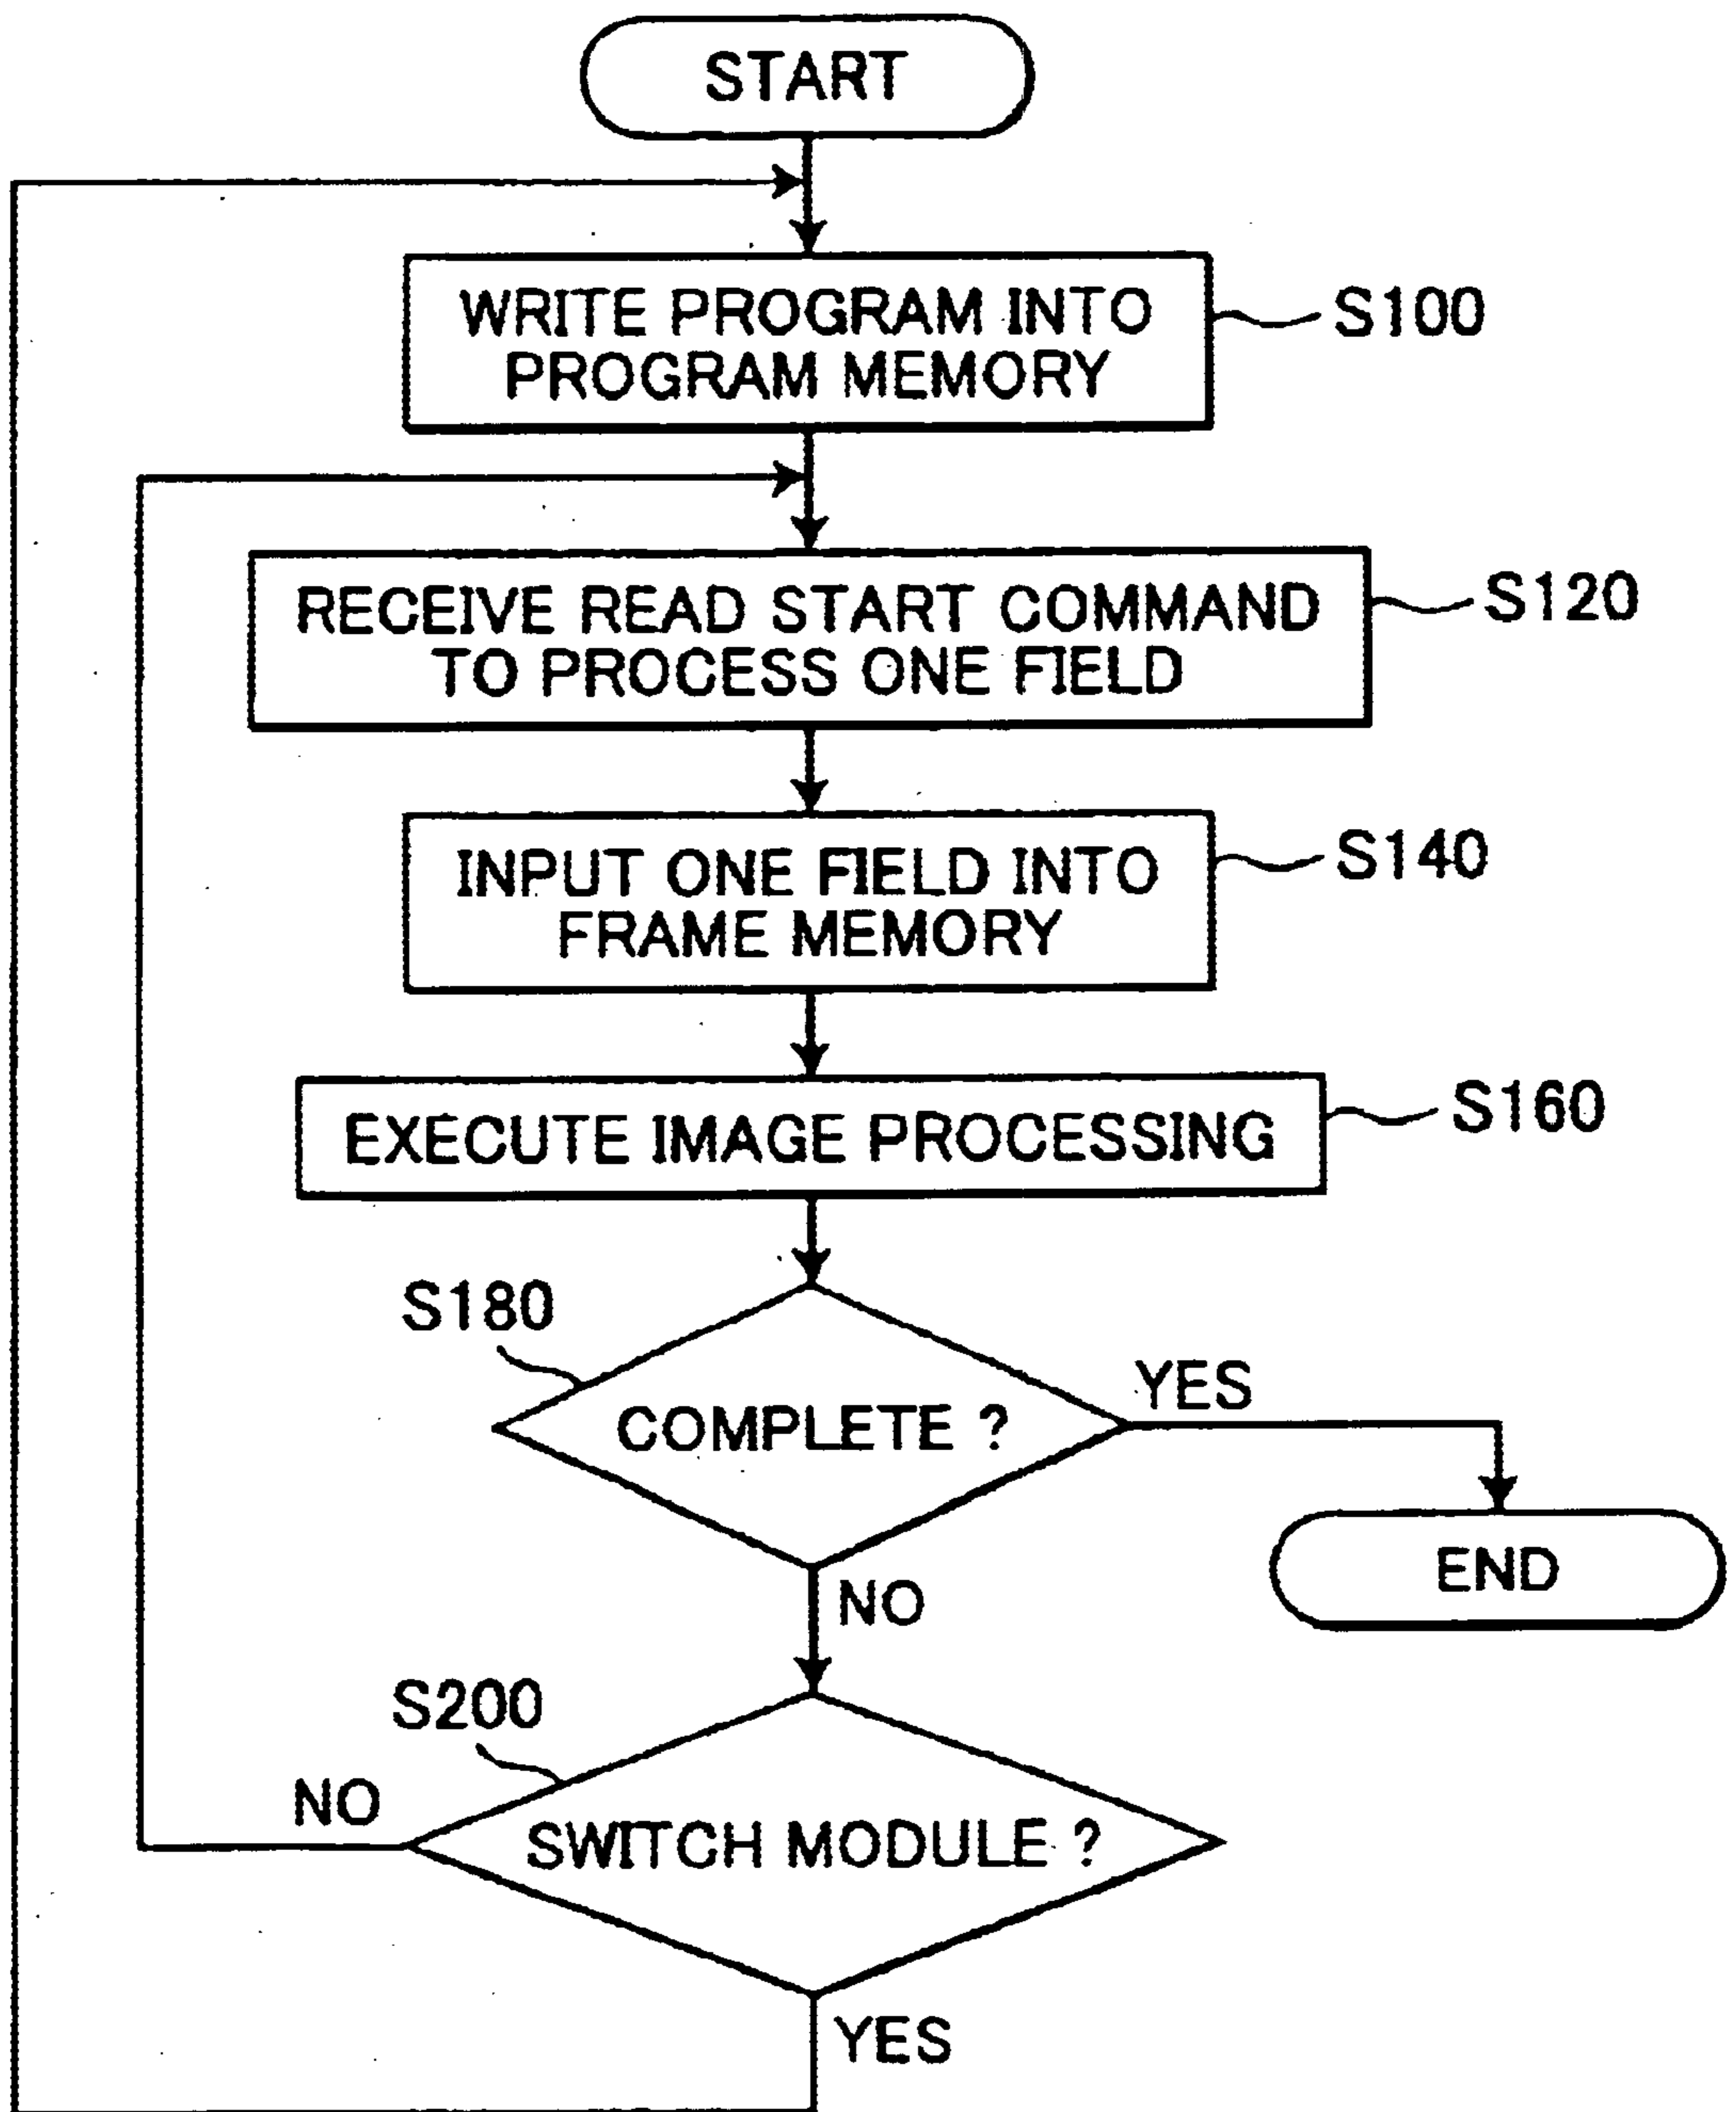 START
WRITE PROGRAM INTO
PROGRAM MEMORY
S100
RECEIVE READ START COMMAND
TO PROCESS ONE FIELD
S120
INPUT ONE FIELD INTO
FRAME MEMORY
S140
EXECUTE IMAGE PROCESSING
S160
S180
COMPLETE ?
YES
END
NO
S200
NO
SWITCH MODULE ?
YES